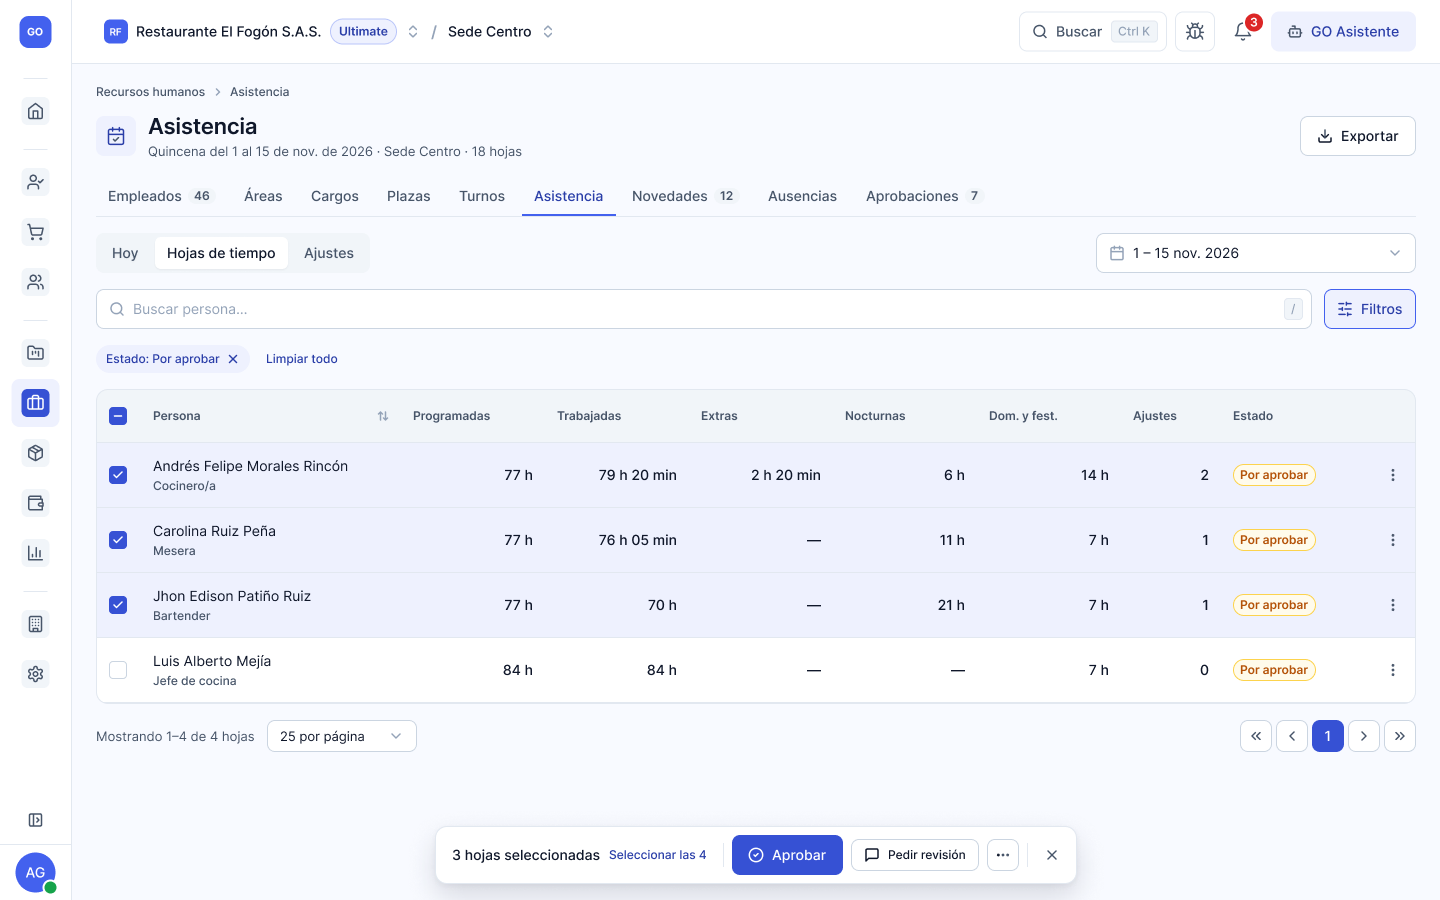 GO
RF Restaurante El Fogón S.A.S. Ultimate / Sede Centro
Buscar Ctrl K
3
GO Asistente
Recursos humanos > Asistencia
Asistencia
Quincena del 1 al 15 de nov. de 2026 · Sede Centro · 18 hojas
Exportar
Empleados 46 Áreas Cargos Plazas Turnos Asistencia Novedades 12 Ausencias Aprobaciones 7
Hoy Hojas de tiempo Ajustes
1 – 15 nov. 2026
Buscar persona... /
Filtros
Estado: Por aprobar
Limpiar todo
Persona Programadas Trabajadas Extras Nocturnas Dom. y fest. Ajustes Estado
Andrés Felipe Morales Rincón
Cocinero/a
77 h 79 h 20 min 2 h 20 min 6 h 14 h 2 Por aprobar
Carolina Ruiz Peña
Mesera
77 h 76 h 05 min — 11 h 7 h 1 Por aprobar
Jhon Edison Patiño Ruiz
Bartender
77 h 70 h — 21 h 7 h 1 Por aprobar
Luis Alberto Mejía
Jefe de cocina
84 h 84 h — — 7 h 0 Por aprobar
Mostrando 1–4 de 4 hojas
25 por página
« ‹ 1 › »
3 hojas seleccionadas Seleccionar las 4 Aprobar Pedir revisión
AG